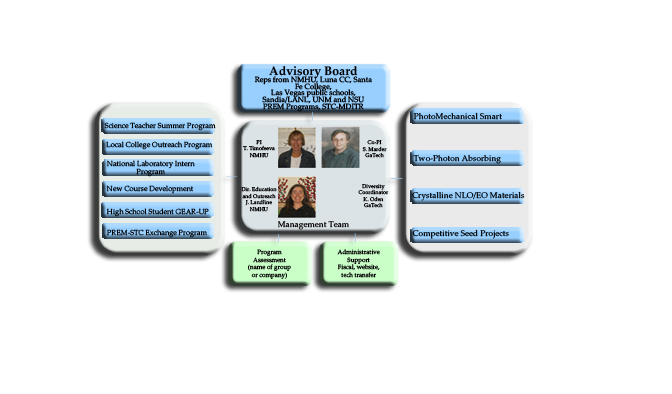 Advisory Board
Reps from NMHU, Luna CC, Santa
Fe College,
Las Vegas public schools,
Sandia/LANL, UNM and NSU
PREM Programs, STC-MDITR
Science Teacher Summer Program
Local College Outreach Program
National Laboratory Intern
Program
New Course Development
High School Student GEAR-UP
PREM-STC Exchange Program
PI
T. Timofeeva
NMHU
Co-PI
S. Marder
GaTech
Dir. Education
and Outreach
J. Landline
NMHU
Diversity
Coordinator
K. Oden
GaTech
Management Team
PhotoMechanical Smart
Two-Photon Absorbing
Crystalline NLO/EO Materials
Competitive Seed Projects
Program
Assessment
(name of group
or company)
Administrative
Support
Fiscal, website,
tech transfer